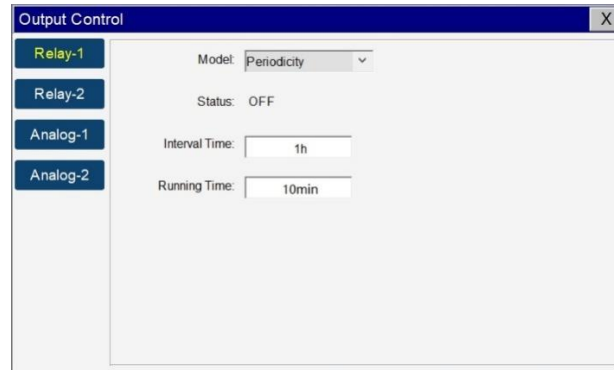 Output Control
X
Relay-1
Relay-2
Analog-1
Analog-2
Model: Periodicity
Status: OFF
Interval Time: 1h
Running Time: 10min